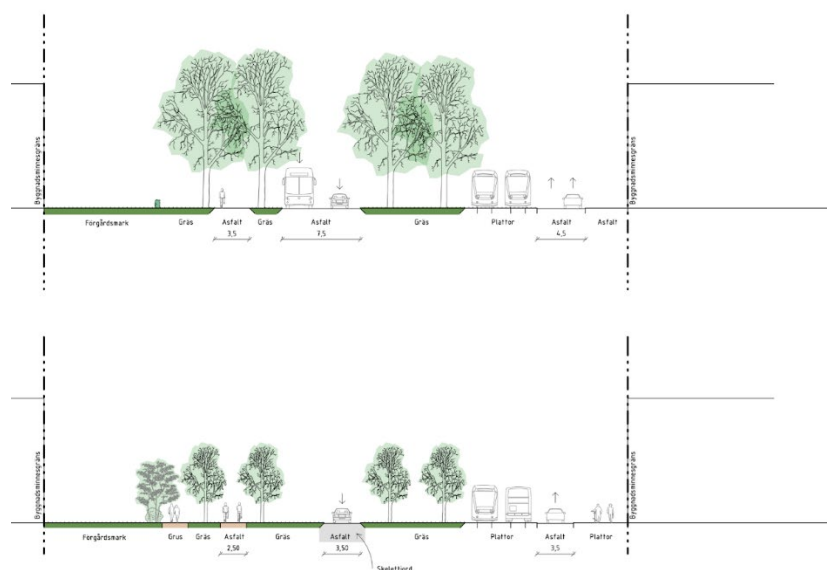 Byggnadsminnesgräns
Byggnadsminnesgräns
Förgårdsmark
Gräs
Asfalt
Gräs
Asfalt
Gräs
Plattor
Asfalt
Asfalt
3,5
7,5
4,5
Byggnadsminnesgräns
Byggnadsminnesgräns
Förgårdsmark
Grus
Gräs
Asfalt
Gräs
Asfalt
Gräs
Plattor
Asfalt
Plattor
2,50
3,50
3,5
Skelettjord